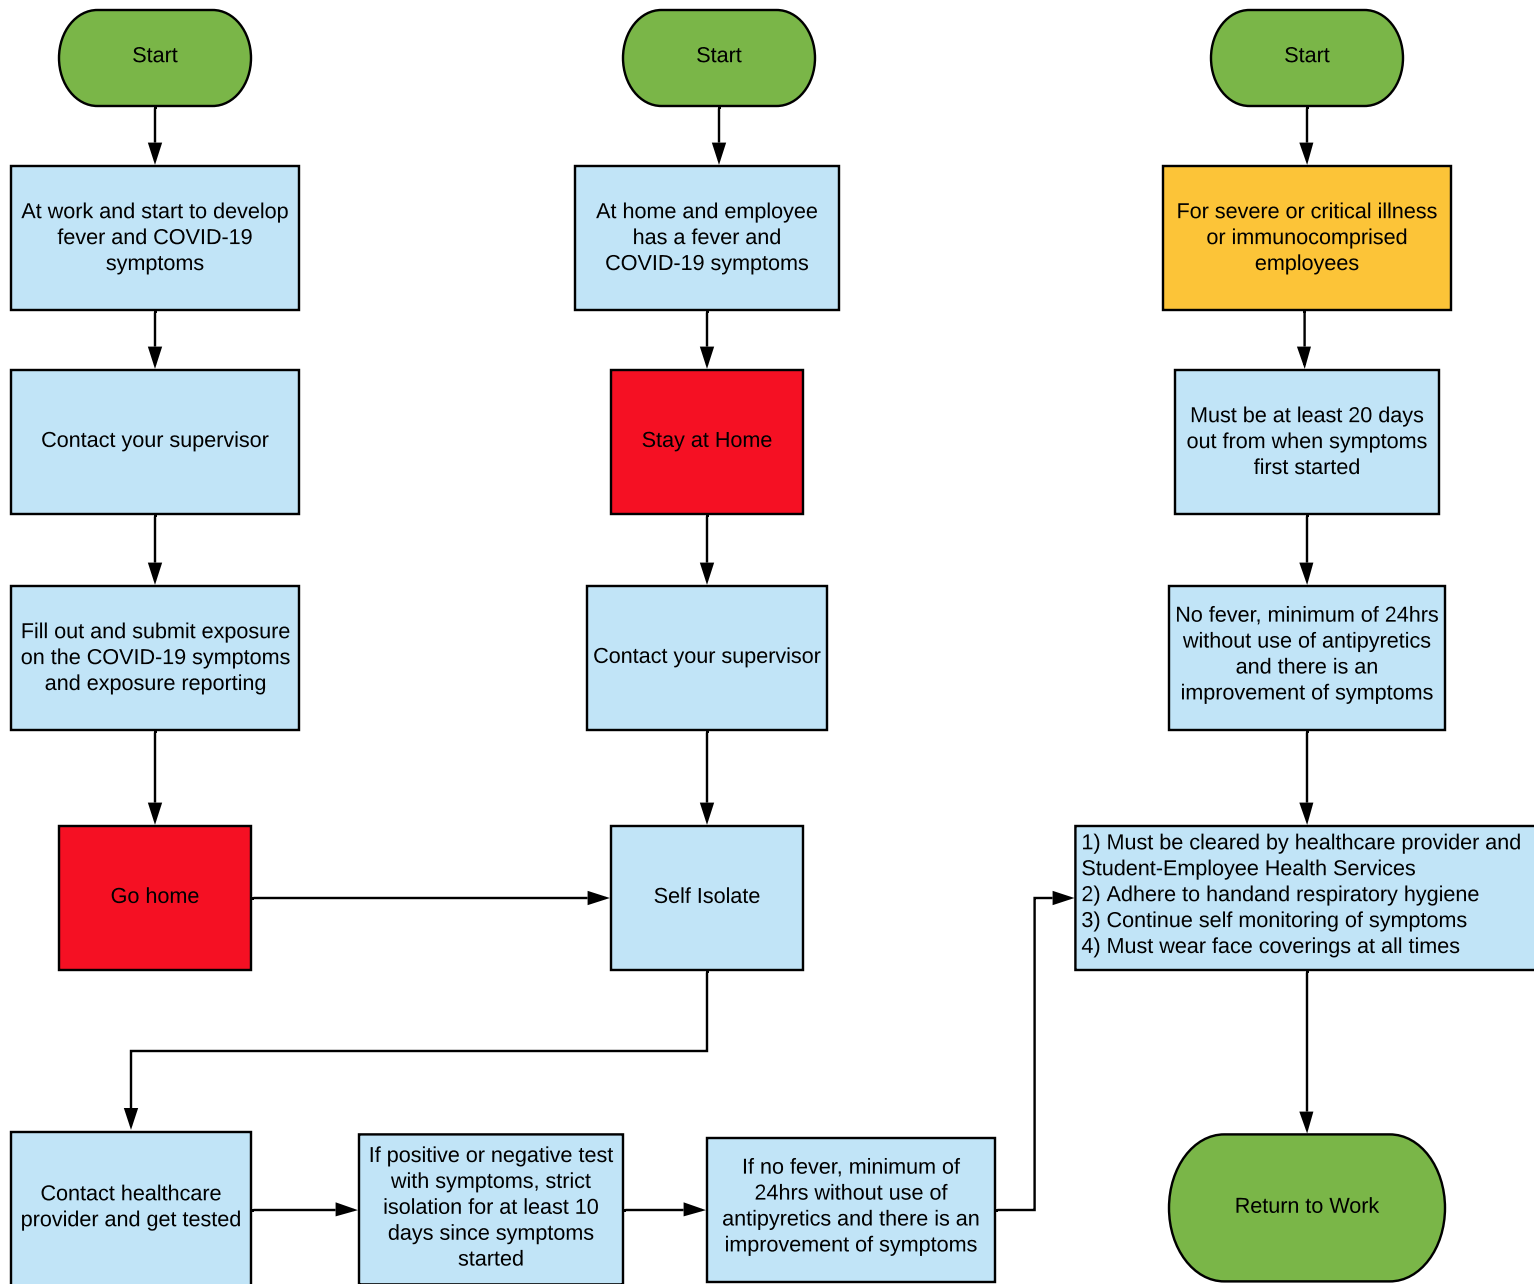 Start
Start
Start
At work and start to develop
fever and COVID-19
symptoms
At home and employee
has a fever and
COVID-19 symptoms
For severe or critical illness
or immunocomprised
employees
Contact your supervisor
Stay at Home
Must be at least 20 days
out from when symptoms
first started
Fill out and submit exposure
on the COVID-19 symptoms
and exposure reporting
Contact your supervisor
No fever, minimum of 24hrs
without use of antipyretics
and there is an
improvement of symptoms
Go home
Self Isolate
1) Must be cleared by healthcare provider and
Student-Employee Health Services
2) Adhere to handand respiratory hygiene
3) Continue self monitoring of symptoms
4) Must wear face coverings at all times
Contact healthcare
provider and get tested
If positive or negative test
with symptoms, strict
isolation for at least 10
days since symptoms
started
If no fever, minimum of
24hrs without use of
antipyretics and there is an
improvement of symptoms
Return to Work